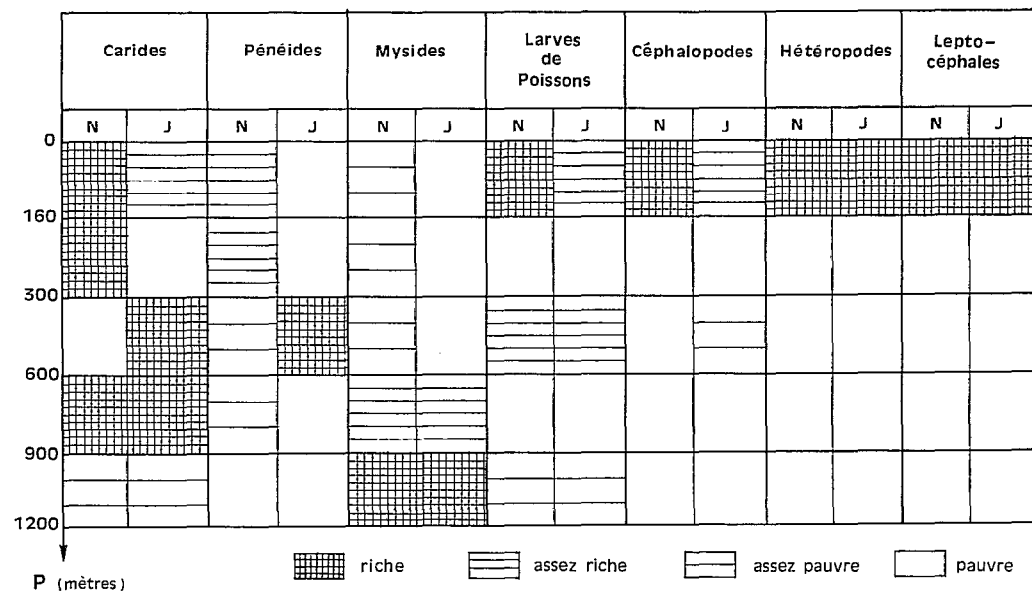 Carides Pénéides Mysides Larves de Poissons Céphalopodes Hétéropodes Lepto-céphales
N J N J N J N J N J N J N J
0
160
300
600
900
1200
P (mètres)
riche assez riche assez pauvre pauvre